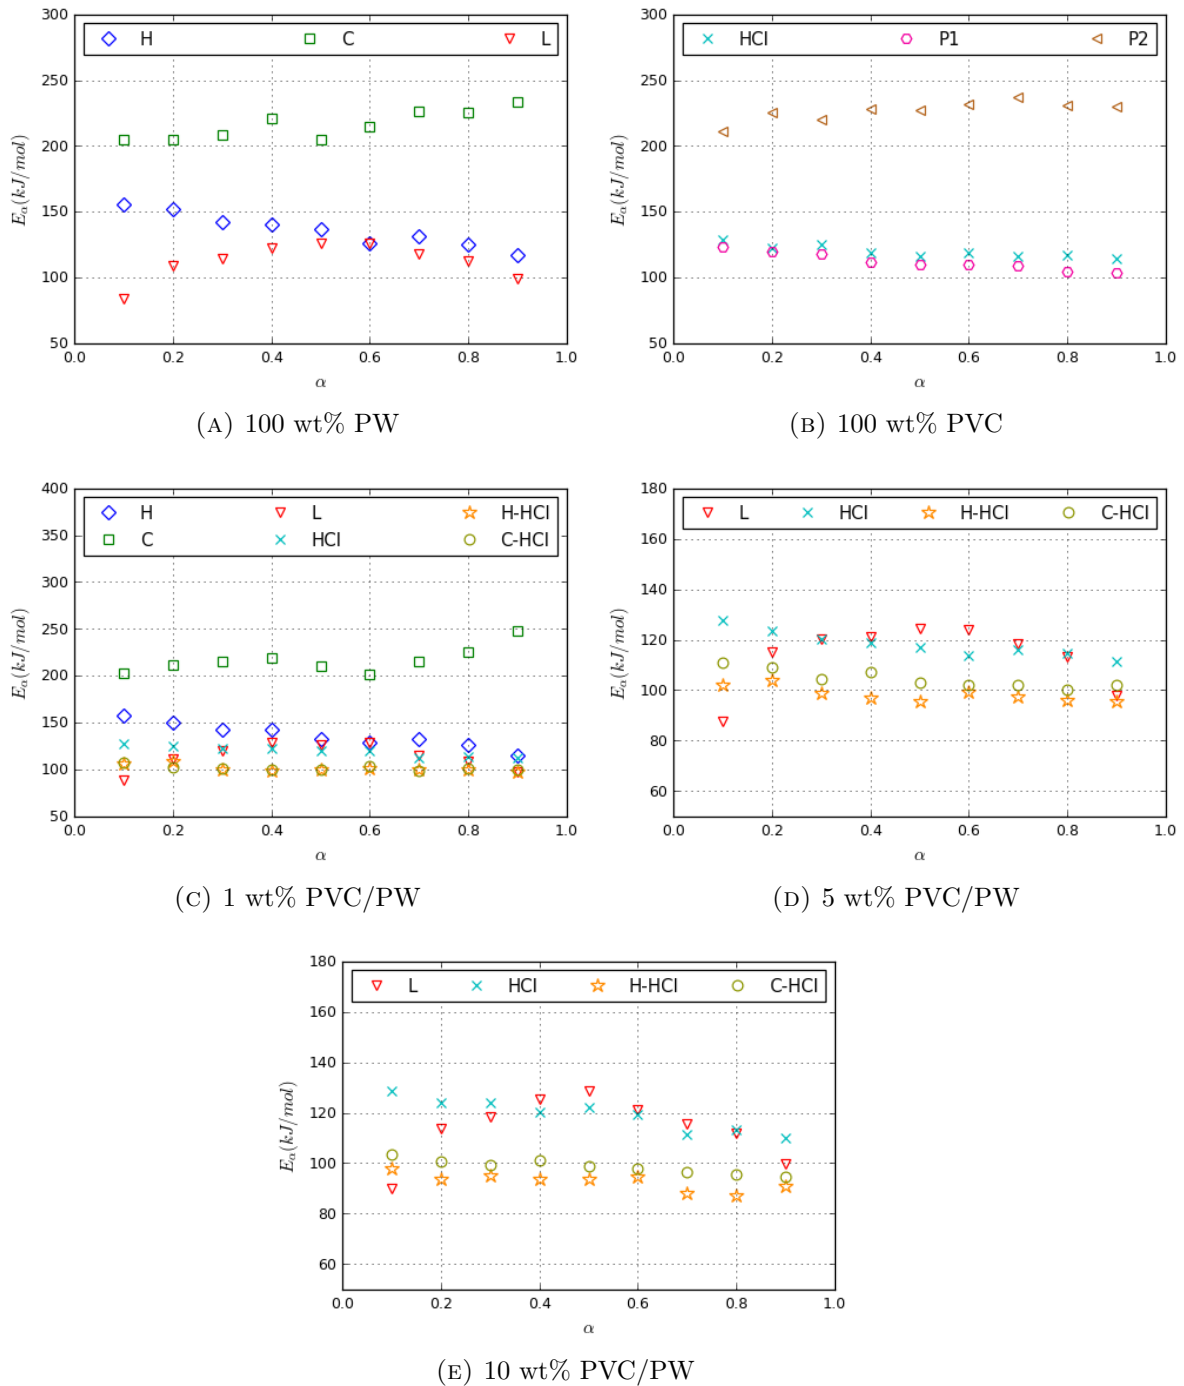 300
250
200
150
100
50
0.0 0.2 0.4 0.6 0.8 1.0
Eα(kJ/mol)
α
H C L
(A) 100 wt% PW
300
250
200
150
100
50
0.0 0.2 0.4 0.6 0.8 1.0
Eα(kJ/mol)
α
HCl P1 P2
(B) 100 wt% PVC
400
350
300
250
200
150
100
50
0.0 0.2 0.4 0.6 0.8 1.0
Eα(kJ/mol)
α
H L H-HCl
C HCl C-HCl
(C) 1 wt% PVC/PW
180
160
140
120
100
80
60
0.0 0.2 0.4 0.6 0.8 1.0
Eα(kJ/mol)
α
L HCl H-HCl C-HCl
(D) 5 wt% PVC/PW
180
160
140
120
100
80
60
0.0 0.2 0.4 0.6 0.8 1.0
Eα(kJ/mol)
α
L HCl H-HCl C-HCl
(E) 10 wt% PVC/PW